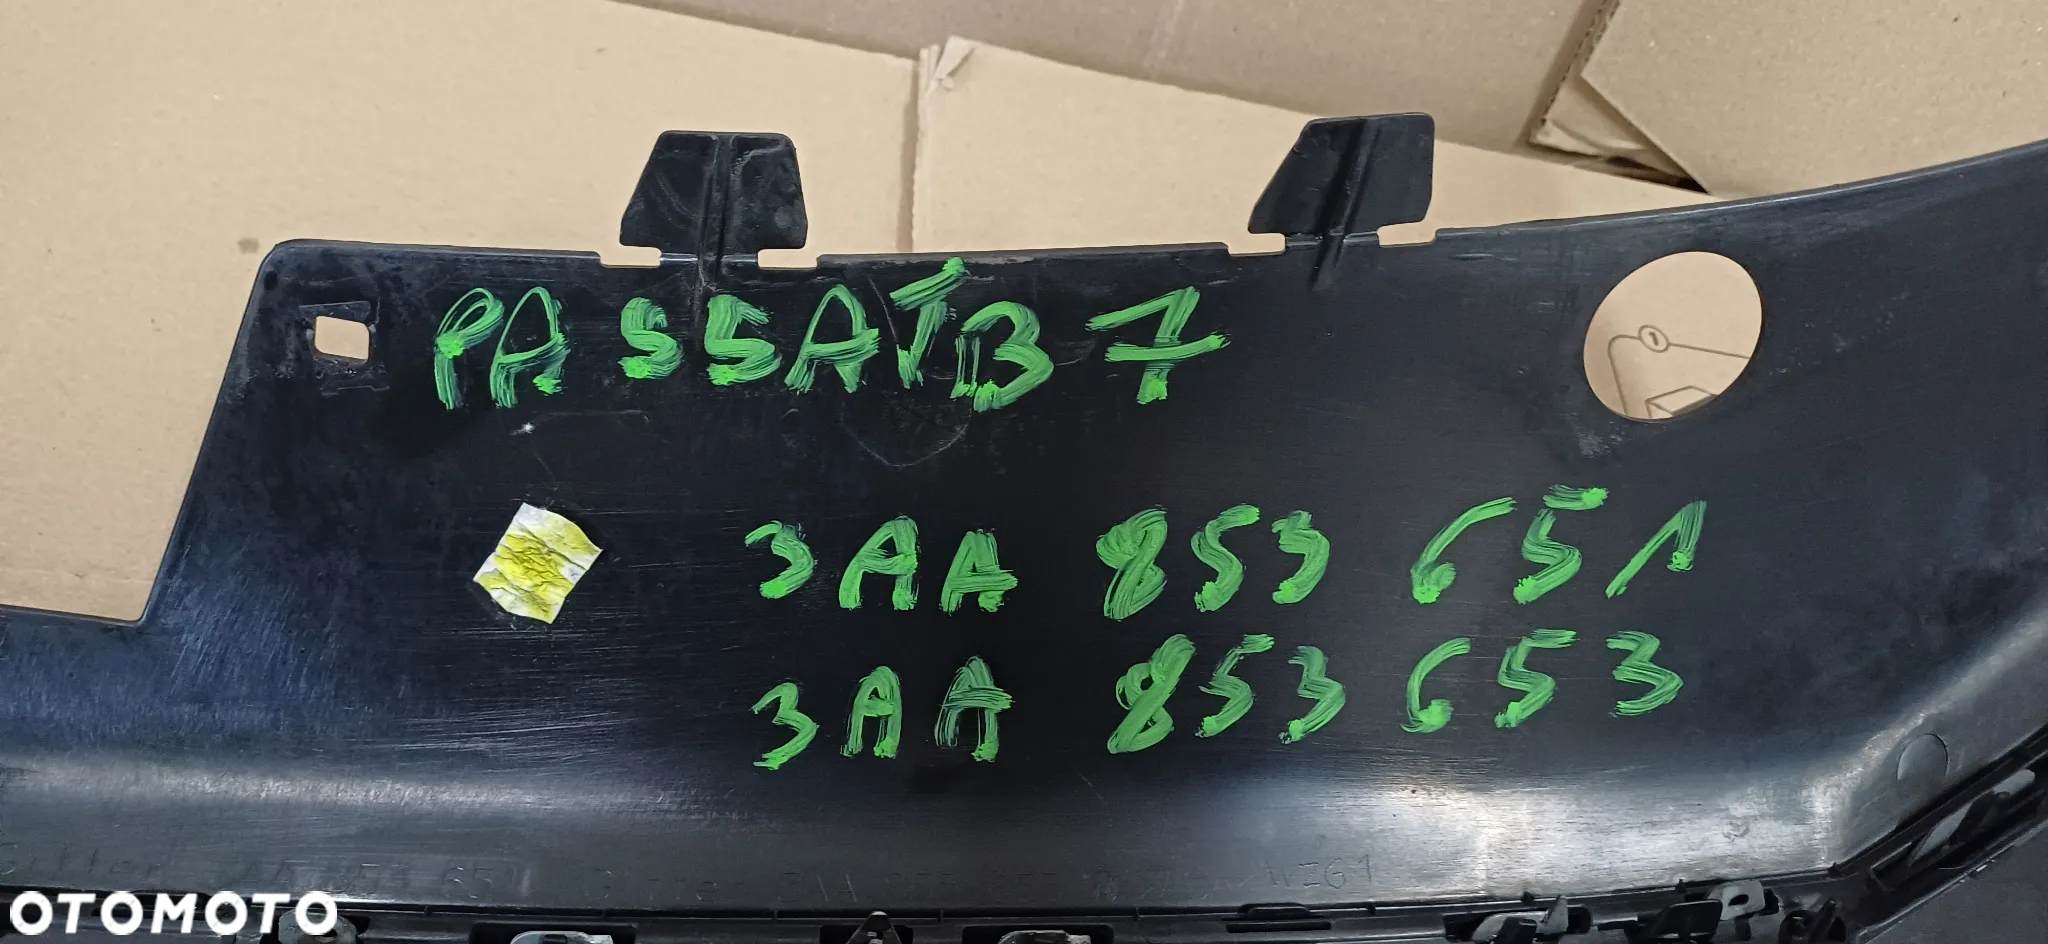 PASSAT B7
3AA 853 651
3AA 853 653
OTOMOTO